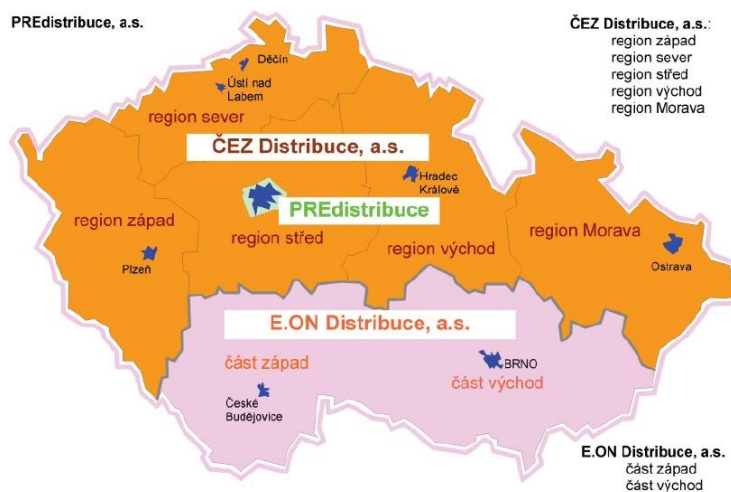 PREdistribuce, a.s.
ČEZ Distribuce, a.s.:
region západ
region sever
region střed
region východ
region Morava
Děčín
Ústí nad
Labem
region sever
ČEZ Distribuce, a.s.
Hradec
Králové
PREdistribuce
region západ
region střed
region východ
region Morava
Plzeň
Ostrava
E.ON Distribuce, a.s.
část západ
BRNO
část východ
České
Budějovice
E.ON Distribuce, a.s.
část západ
část východ